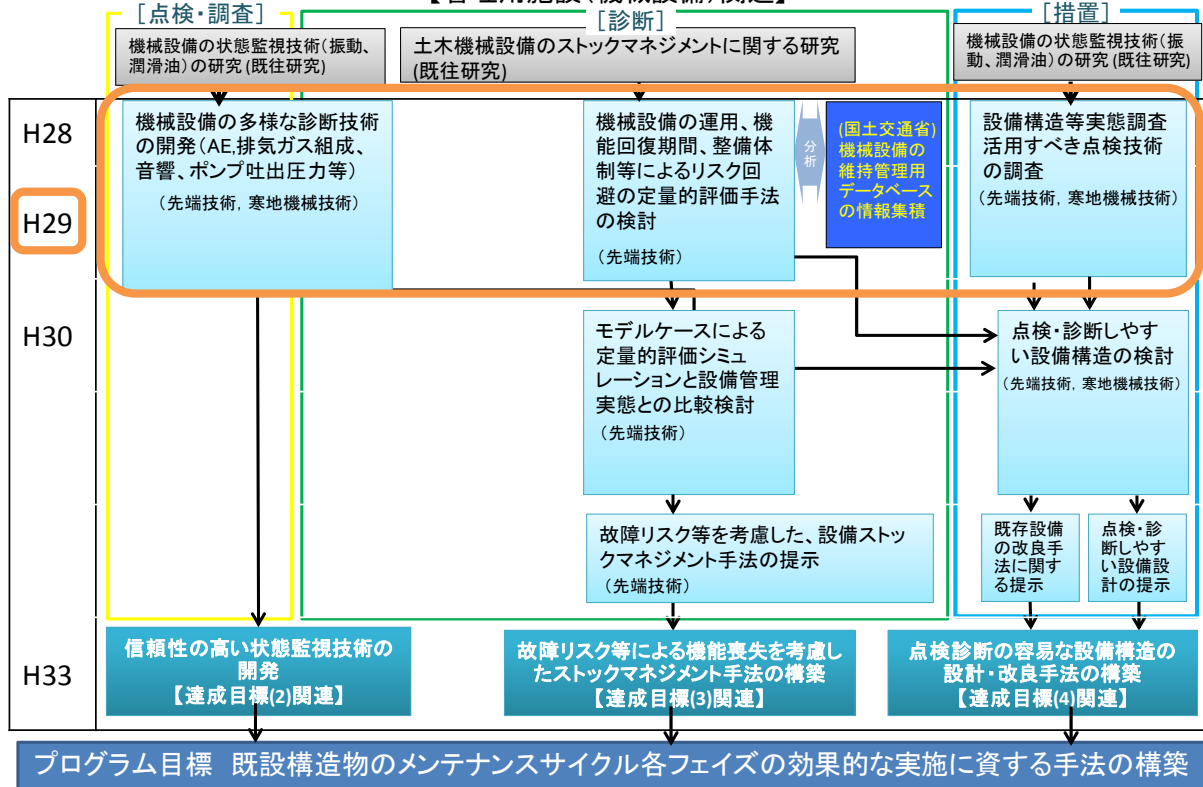 【管理用施設(機械設備)関連】
[点検・調査]
[診断]
[措置]
機械設備の状態監視技術(振動、
潤滑油)の研究(既往研究)
土木機械設備のストックマネジメントに関する研究
(既往研究)
機械設備の状態監視技術(振
動、潤滑油)の研究(既往研究)
H28
H29
H30
H33
機械設備の多様な診断技術
の開発(AE,排気ガス組成、
音響、ポンプ吐出圧力等)
(先端技術, 寒地機械技術)
機械設備の運用、機
能回復期間、整備体
制等によるリスク回
避の定量的評価手法
の検討
(先端技術)
分析
(国土交通省)
機械設備の
維持管理用
データベース
の情報集積
設備構造等実態調査
活用すべき点検技術
の調査
(先端技術, 寒地機械技術)
モデルケースによる
定量的評価シミュ
レーションと設備管理
実態との比較検討
(先端技術)
点検・診断しやす
い設備構造の検討
(先端技術, 寒地機械技術)
故障リスク等を考慮した、設備ストッ
クマネジメント手法の提示
(先端技術)
既存設備
の改良手
法に関す
る提示
点検・診
断しやす
い設備設
計の提示
信頼性の高い状態監視技術の
開発
【達成目標(2)関連】
故障リスク等による機能喪失を考慮し
たストックマネジメント手法の構築
【達成目標(3)関連】
点検診断の容易な設備構造の
設計・改良手法の構築
【達成目標(4)関連】
プログラム目標 既設構造物のメンテナンスサイクル各フェイズの効果的な実施に資する手法の構築